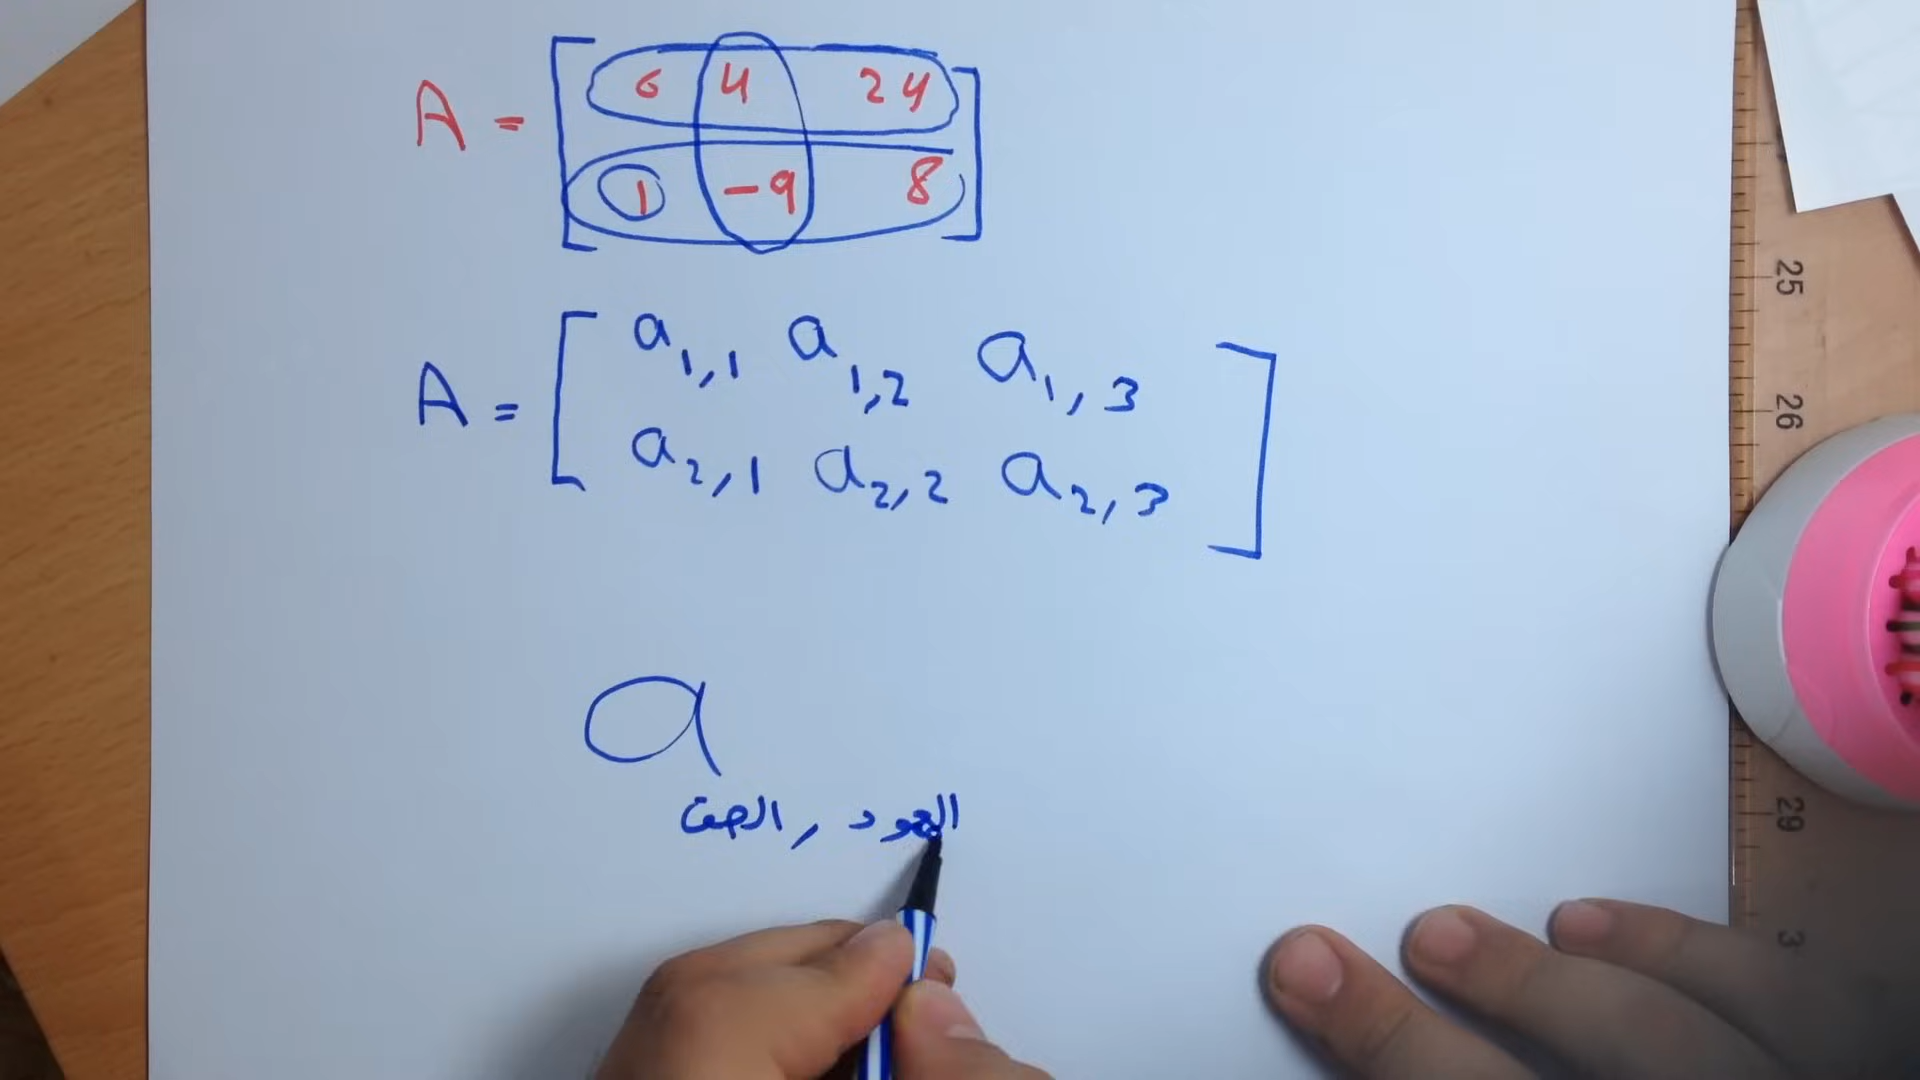 A = [ 6 4 24
1 -9 8 ]
A = [ a1,1 a1,2 a1,3
a2,1 a2,2 a2,3 ]
a
الصف , العمود
25
26
29
3